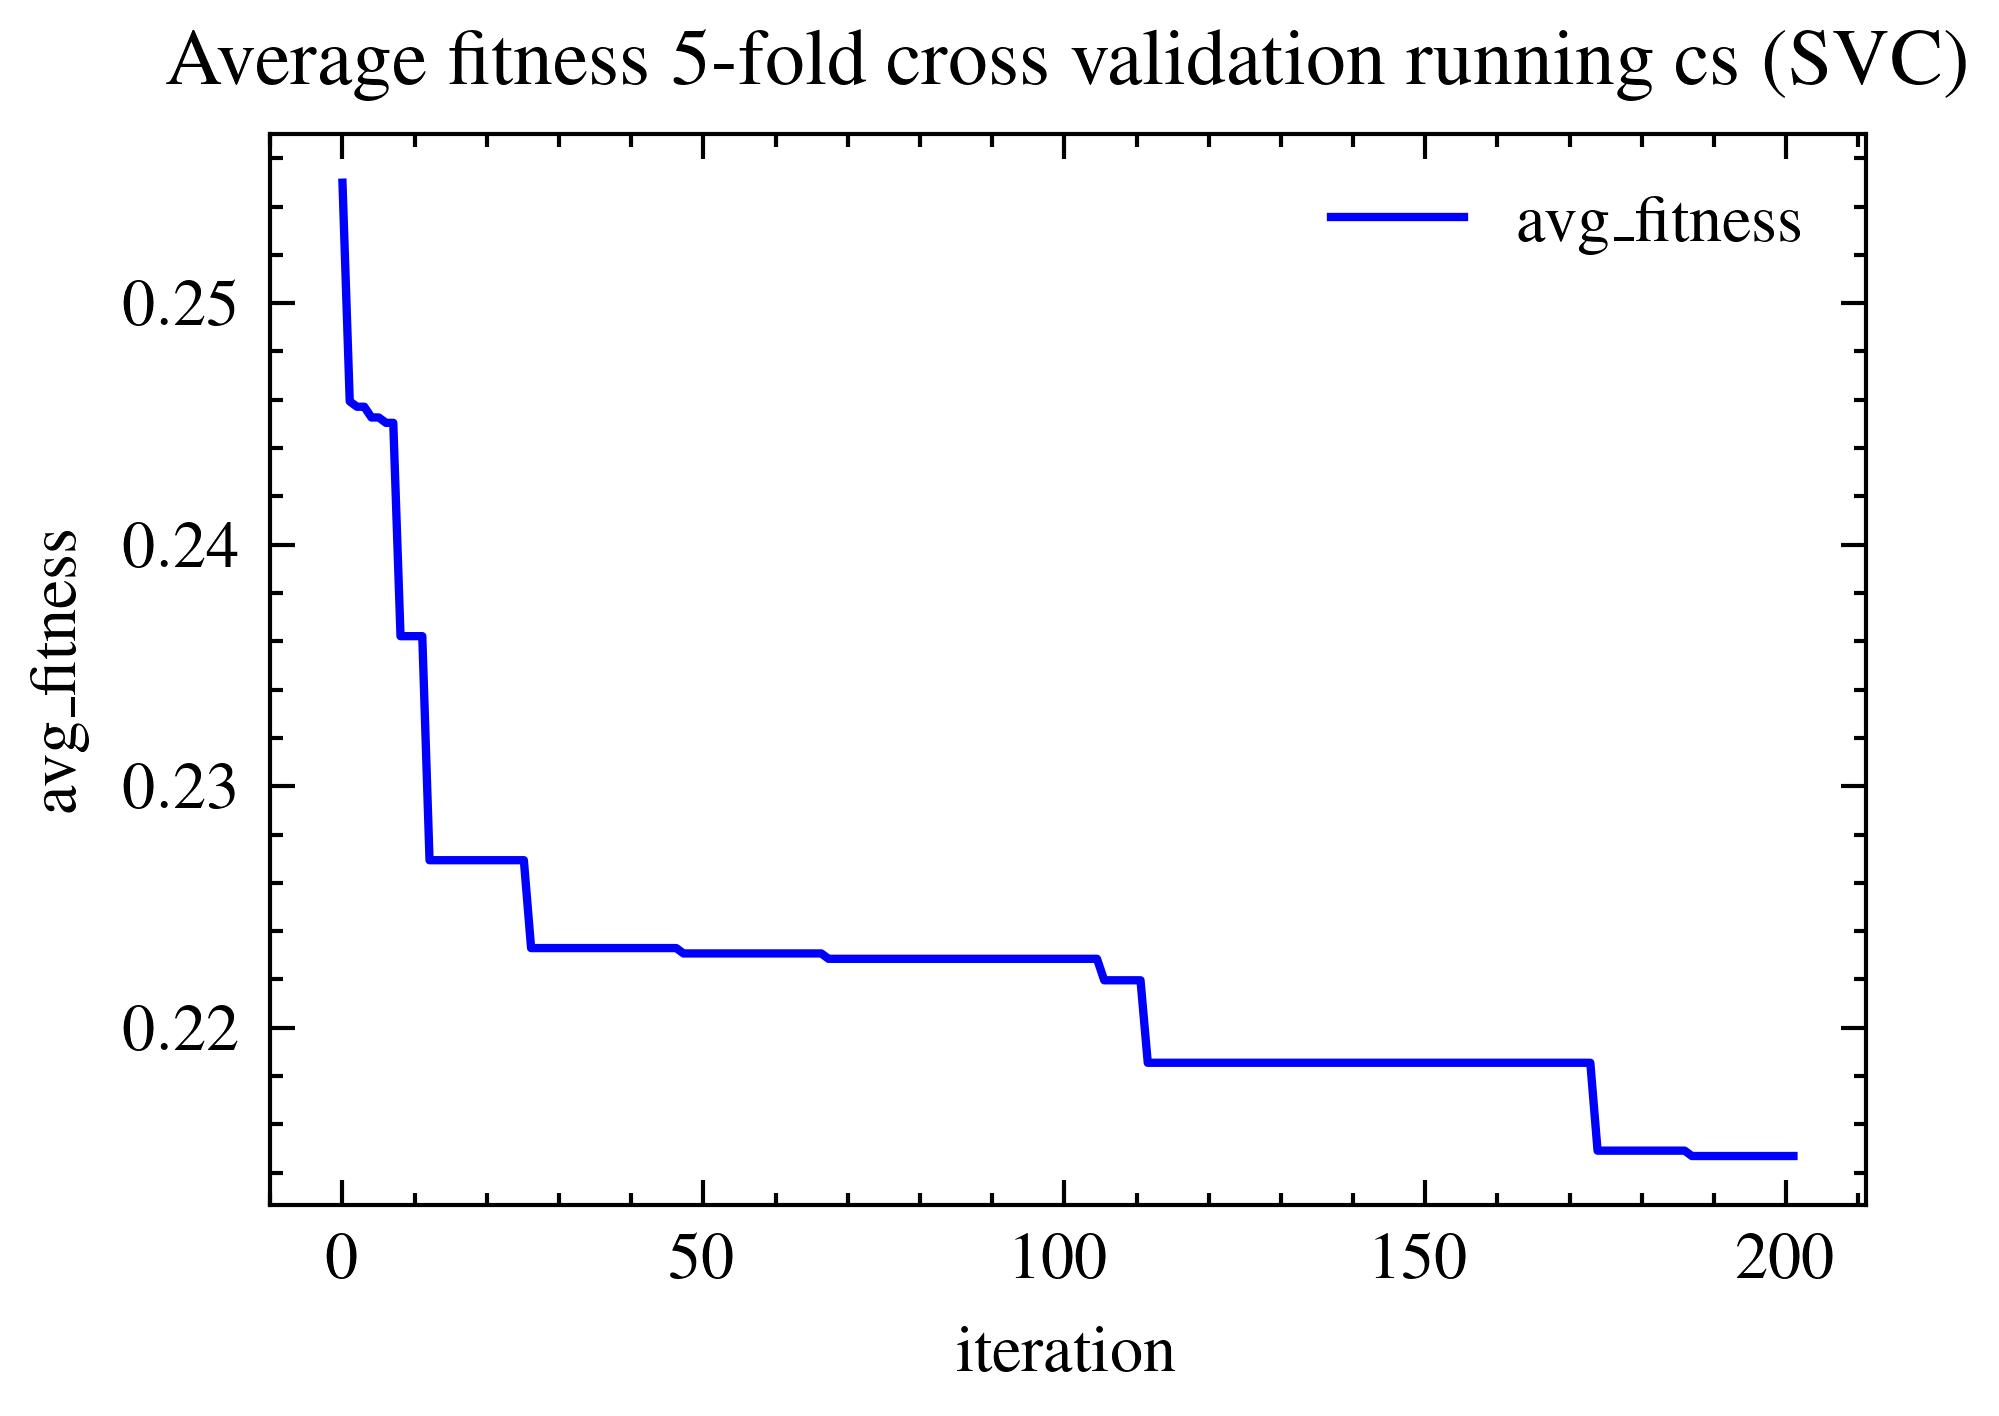 Average fitness 5-fold cross validation running cs (SVC)
avg_fitness
0.25
0.24
0.23
0.22
avg_fitness
0
50
100
150
200
iteration